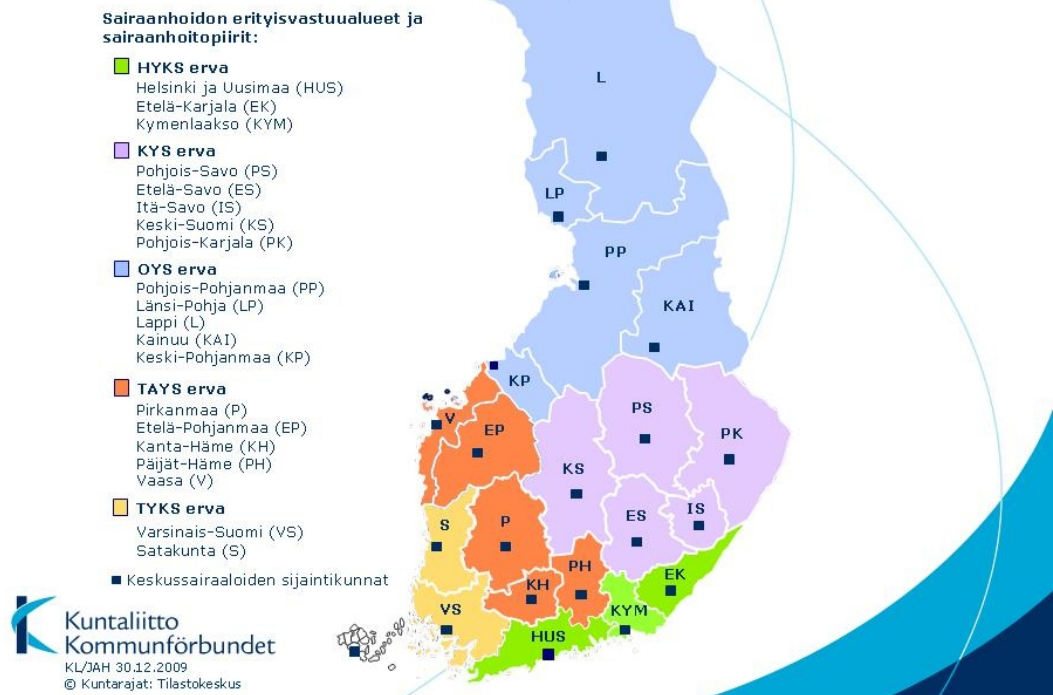 Sairaanhoidon erityisvastuualueet ja
sairaanhoitopiirit:
HYKS erva
Helsinki ja Uusimaa (HUS)
Etelä-Karjala (EK)
Kymenlaakso (KYM)
KYS erva
Pohjois-Savo (PS)
Etelä-Savo (ES)
Itä-Savo (IS)
Keski-Suomi (KS)
Pohjois-Karjala (PK)
OYS erva
Pohjois-Pohjanmaa (PP)
Länsi-Pohja (LP)
Lappi (L)
Kainuu (KAI)
Keski-Pohjanmaa (KP)
TAYS erva
Pirkanmaa (P)
Etelä-Pohjanmaa (EP)
Kanta-Häme (KH)
Päijät-Häme (PH)
Vaasa (V)
TYKS erva
Varsinais-Suomi (VS)
Satakunta (S)
Keskussairaaloiden sijaintikunnat
Kuntaliitto
Kommunförbundet
KL/JAH 30.12.2009
© Kuntarajat: Tilastokeskus
L
LP
PP
KAI
KP
V
EP
PS
PK
KS
S
P
ES
IS
PH
KH
EK
VS
KYM
HUS